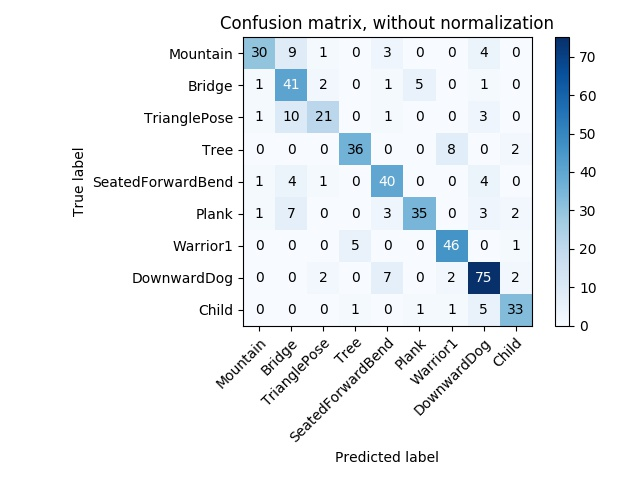 Confusion matrix, without normalization
True label
Mountain 30 9 1 0 3 0 0 4 0
Bridge 1 41 2 0 1 5 0 1 0
TrianglePose 1 10 21 0 1 0 0 3 0
Tree 0 0 0 36 0 0 8 0 2
SeatedForwardBend 1 4 1 0 40 0 0 4 0
Plank 1 7 0 0 3 35 0 3 2
Warrior1 0 0 0 5 0 0 46 0 1
DownwardDog 0 0 2 0 7 0 2 75 2
Child 0 0 0 1 0 1 1 5 33
Mountain Bridge TrianglePose Tree SeatedForwardBend Plank Warrior1 DownwardDog Child
Predicted label
70
60
50
40
30
20
10
0